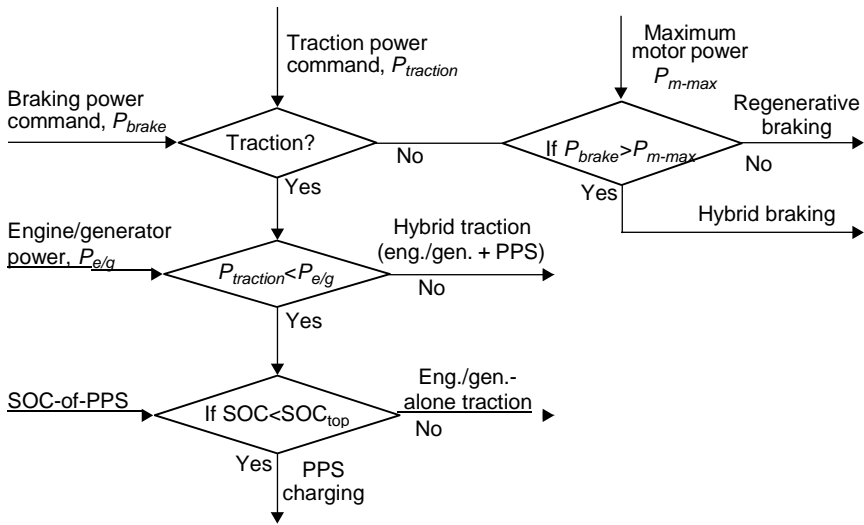 Traction power
command, P_traction
Maximum
motor power
P_m-max
Braking power
command, P_brake
Traction?
No
If P_brake>P_m-max
Regenerative
braking
No
Yes
Yes
Hybrid braking
Engine/generator
power, P_e/g
P_traction<P_e/g
Hybrid traction
(eng./gen. + PPS)
No
Yes
SOC-of-PPS
If SOC<SOC_top
Eng./gen.-
alone traction
No
Yes
PPS
charging